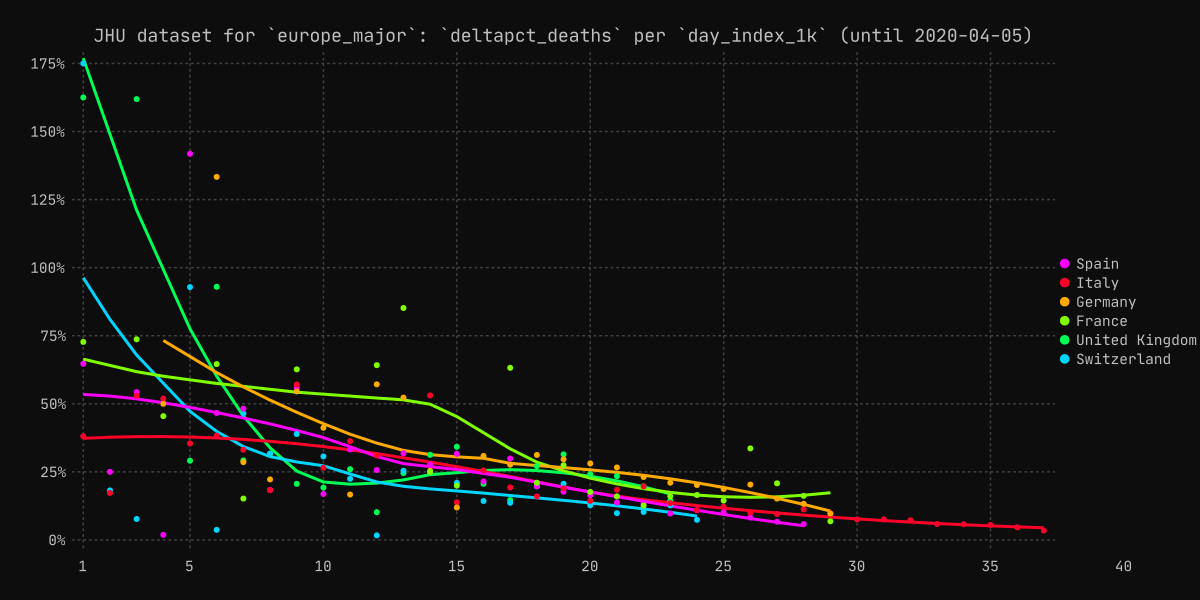 JHU dataset for `europe_major`: `deltapct_deaths` per `day_index_1k` (until 2020-04-05)
175%
150%
125%
100%
75%
50%
25%
0%
Spain
Italy
Germany
France
United Kingdom
Switzerland
1 5 10 15 20 25 30 35 40